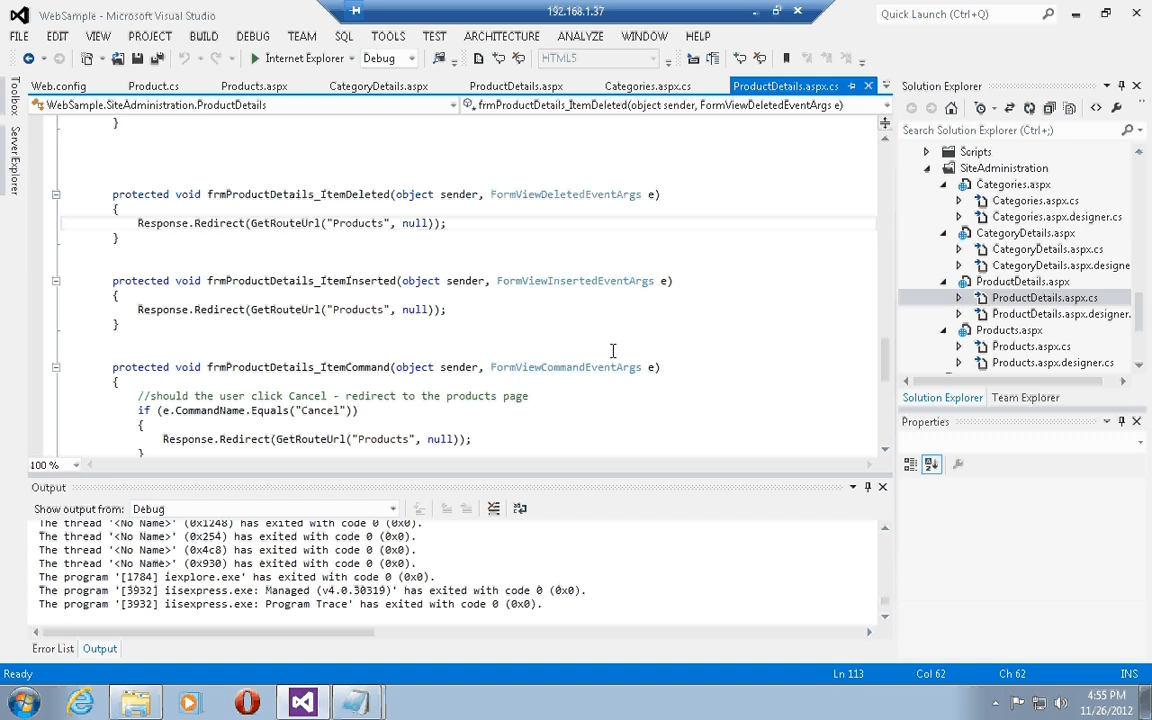 WebSample - Microsoft Visual Studio
192.168.1.37
Quick Launch (Ctrl+Q)
FILE EDIT VIEW PROJECT BUILD DEBUG TEAM SQL TOOLS TEST ARCHITECTURE ANALYZE WINDOW HELP
Internet Explorer Debug HTML5
Web.config Product.cs Products.aspx CategoryDetails.aspx ProductDetails.aspx Categories.aspx.cs ProductDetails.aspx.cs
WebSample.SiteAdministration.ProductDetails
frmProductDetails_ItemDeleted(object sender, FormViewDeletedEventArgs e)
}
protected void frmProductDetails_ItemDeleted(object sender, FormViewDeletedEventArgs e)
{
Response.Redirect(GetRouteUrl("Products", null));
}
protected void frmProductDetails_ItemInserted(object sender, FormViewInsertedEventArgs e)
{
Response.Redirect(GetRouteUrl("Products", null));
}
protected void frmProductDetails_ItemCommand(object sender, FormViewCommandEventArgs e)
{
//should the user click Cancel - redirect to the products page
if (e.CommandName.Equals("Cancel"))
{
Response.Redirect(GetRouteUrl("Products", null));
}
100 %
Output
Show output from: Debug
The thread '<No Name>' (0x1248) has exited with code 0 (0x0).
The thread '<No Name>' (0x254) has exited with code 0 (0x0).
The thread '<No Name>' (0x4c8) has exited with code 0 (0x0).
The thread '<No Name>' (0x930) has exited with code 0 (0x0).
The program '[1784] iexplore.exe' has exited with code 0 (0x0).
The program '[3932] iisexpress.exe: Managed (v4.0.30319)' has exited with code 0 (0x0).
The program '[3932] iisexpress.exe: Program Trace' has exited with code 0 (0x0).
Error List Output
Toolbox
Server Explorer
Solution Explorer
Search Solution Explorer (Ctrl+;)
Scripts
SiteAdministration
Categories.aspx
Categories.aspx.cs
Categories.aspx.designer.cs
CategoryDetails.aspx
CategoryDetails.aspx.cs
CategoryDetails.aspx.designe
ProductDetails.aspx
ProductDetails.aspx.cs
ProductDetails.aspx.designer.
Products.aspx
Products.aspx.cs
Products.aspx.designer.cs
Solution Explorer Team Explorer
Properties
Ready Ln 113 Col 62 Ch 62 INS
4:55 PM
11/26/2012